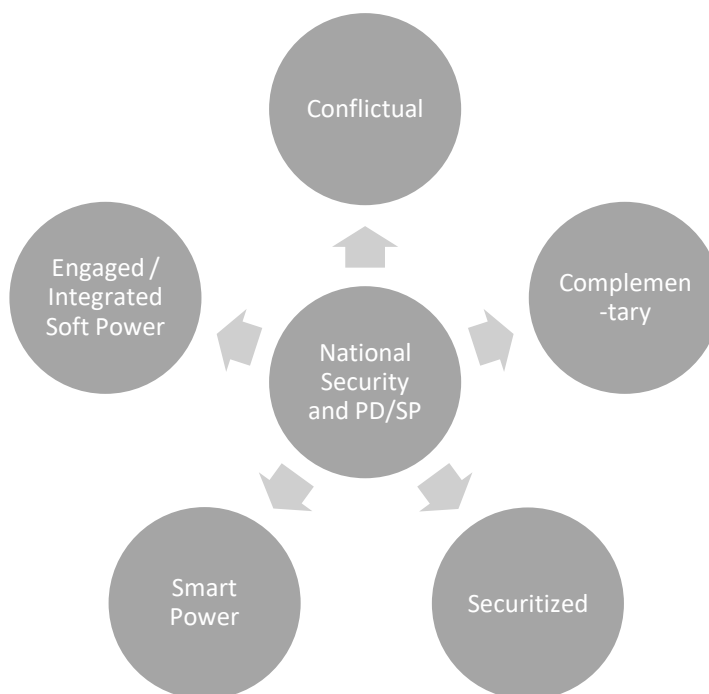 Conflictual
Engaged /
Integrated
Soft Power
Complemen
-tary
National
Security
and PD/SP
Smart
Power
Securitized